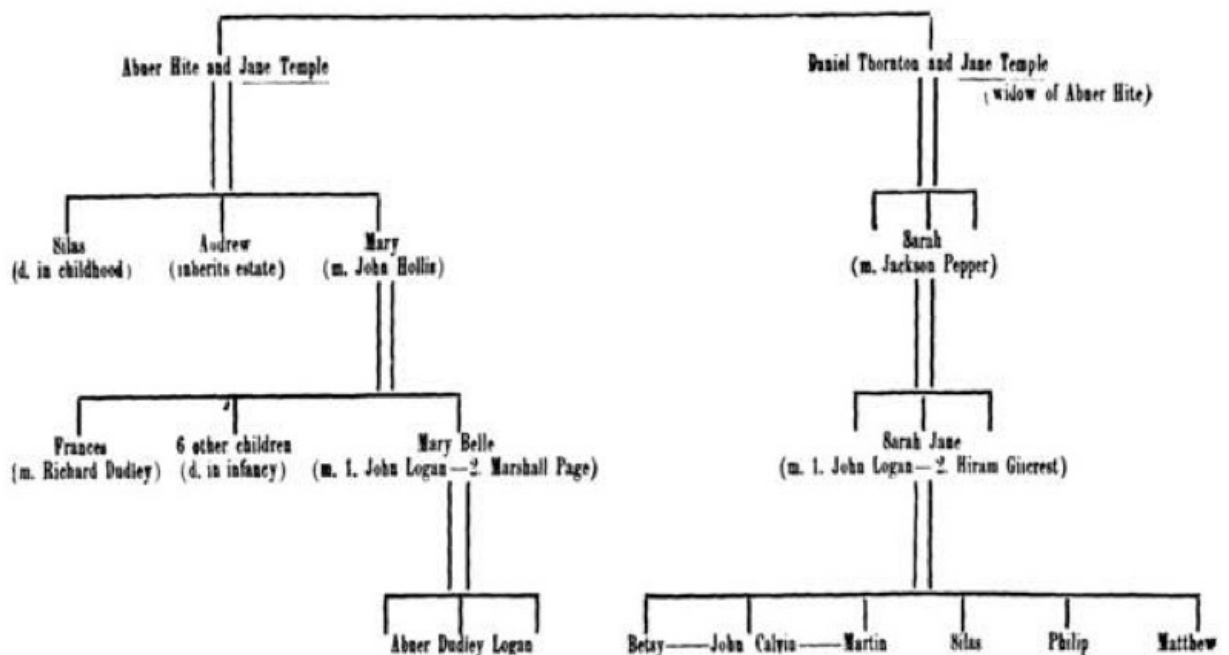 Abner Hite and Jane Temple
Daniel Thornton and Jane Temple
(widow of Abner Hite)
Silas
(d. in childhood)
Andrew
(inherits estate)
Mary
(m. John Hollis)
Sarah
(m. Jackson Pepper)
Frances
(m. Richard Dudley)
6 other children
(d. in infancy)
Mary Belle
(m. 1. John Logan—2. Marshall Page)
Sarah Jane
(m. 1. John Logan—2. Hiram Gilcrest)
Abner Dudley Logan
Betsy——John Calvin——Martin Silas Philip Matthew